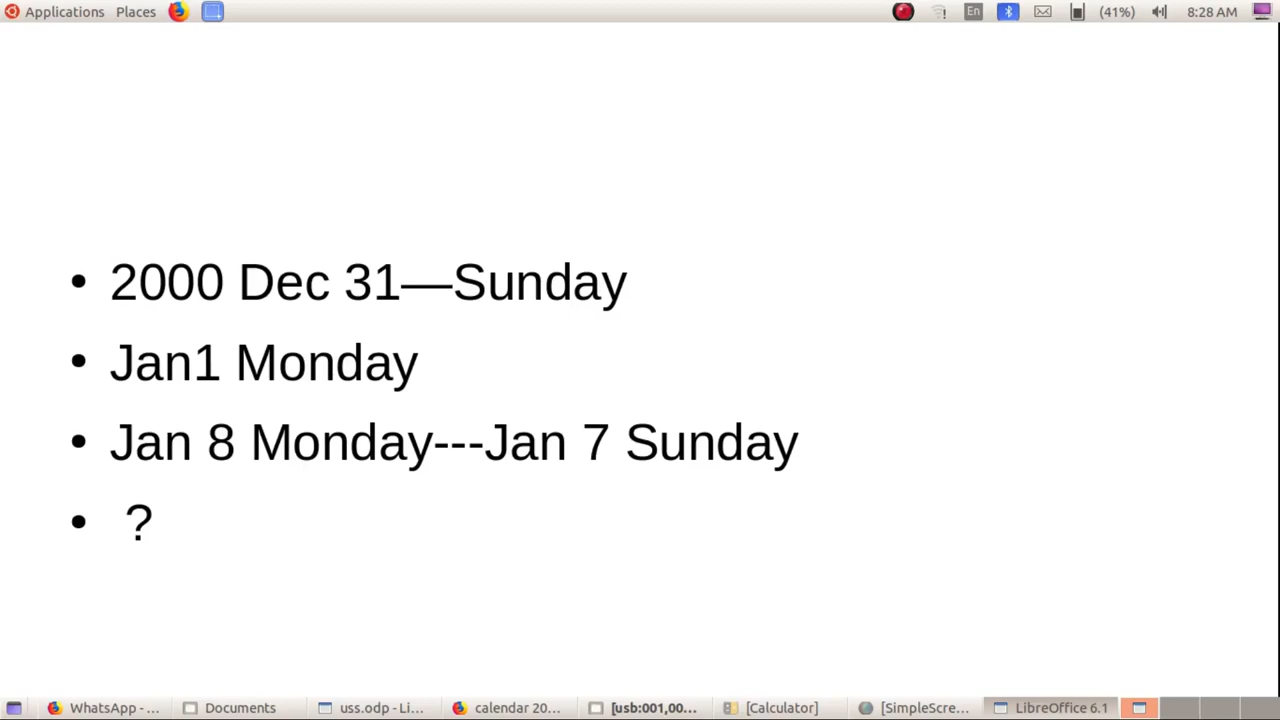 Applications Places En (41%) 8:28 AM
• 2000 Dec 31—Sunday
• Jan1 Monday
• Jan 8 Monday---Jan 7 Sunday
• ?
WhatsApp - ... Documents uss.odp - Li... calendar 20... [usb:001,00... [Calculator] [SimpleScre... LibreOffice 6.1